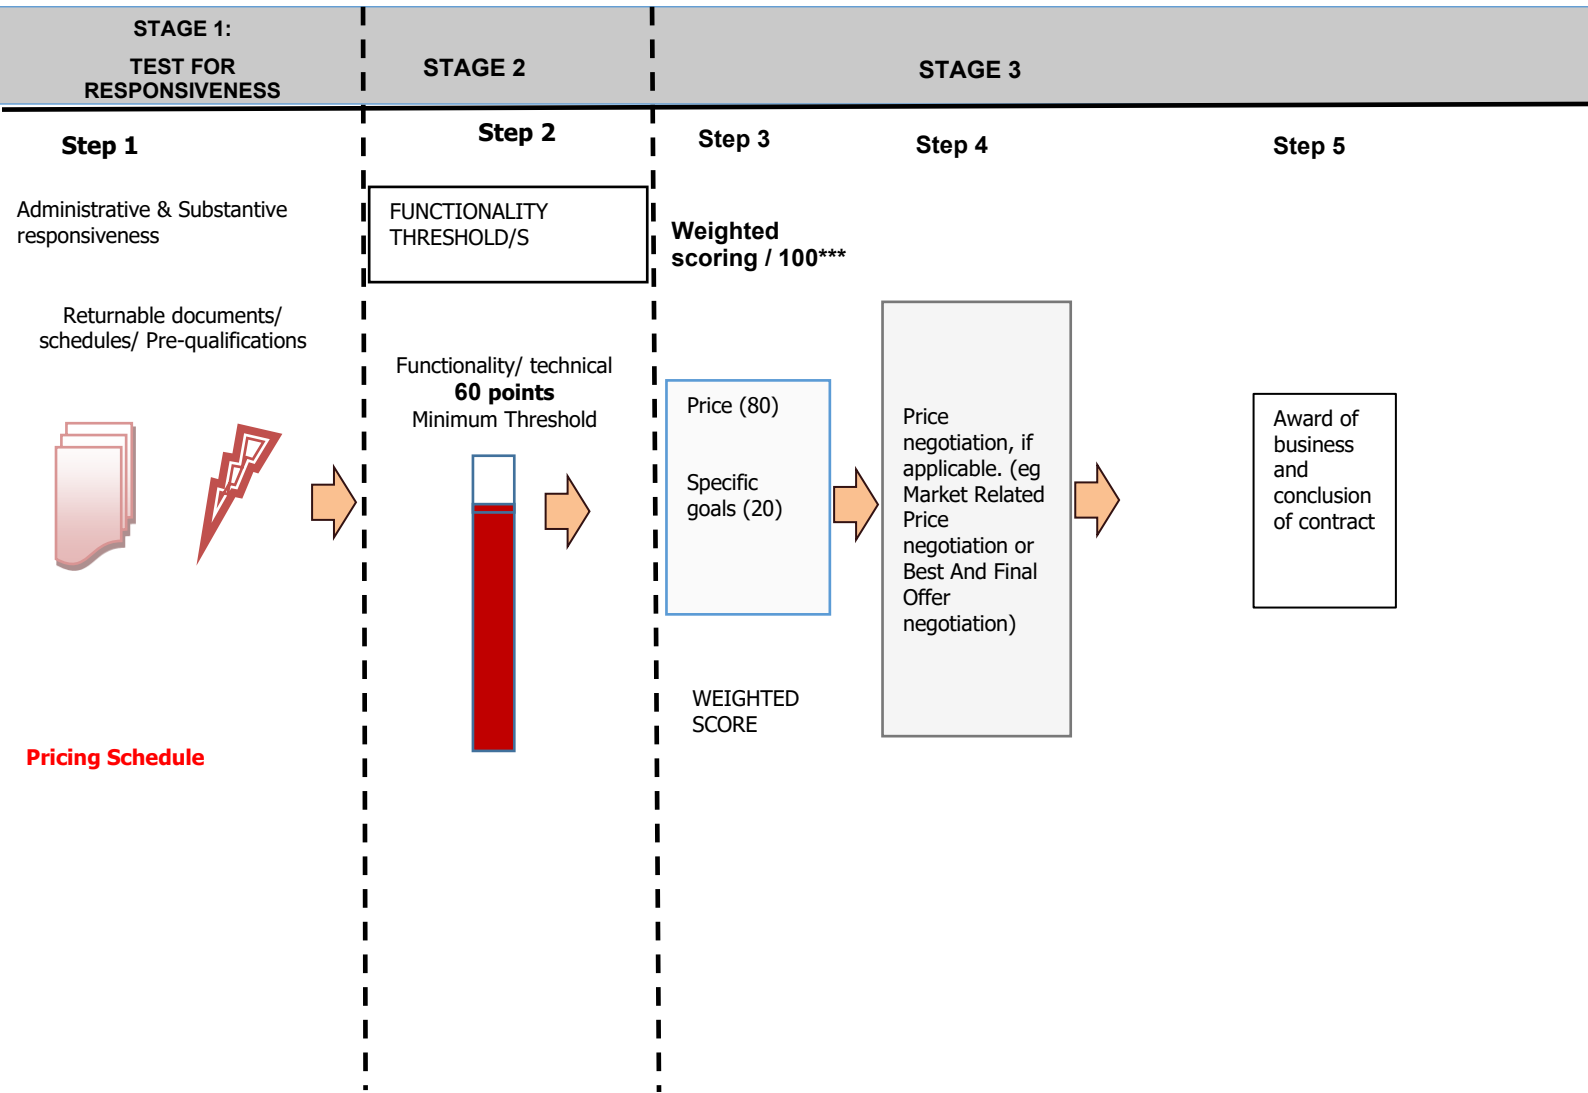 STAGE 1:
TEST FOR
RESPONSIVENESS
STAGE 2
STAGE 3
Step 1
Step 2
Step 3
Step 4
Step 5
Administrative & Substantive
responsiveness
Returnable documents/
schedules/ Pre-qualifications
Pricing Schedule
FUNCTIONALITY
THRESHOLD/S
Functionality/ technical
60 points
Minimum Threshold
Weighted
scoring / 100***
Price (80)
Specific
goals (20)
WEIGHTED
SCORE
Price
negotiation, if
applicable. (eg
Market Related
Price
negotiation or
Best And Final
Offer
negotiation)
Award of
business
and
conclusion
of contract